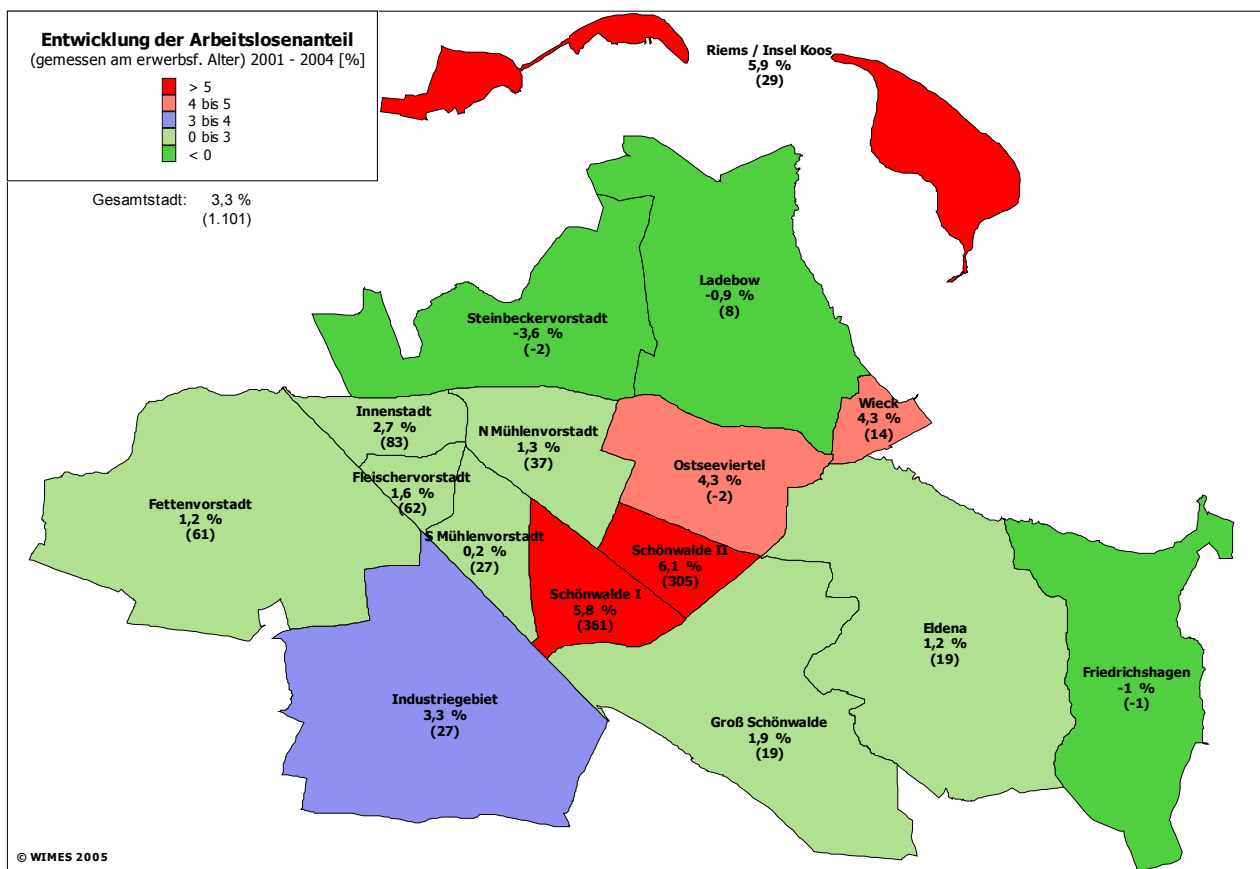 Entwicklung der Arbeitslosenanteil
(gemessen am erwerbsf. Alter) 2001 - 2004 [%]
> 5
4 bis 5
3 bis 4
0 bis 3
< 0
Gesamtstadt: 3,3 %
(1.101)
Riems / Insel Koos
5,9 %
(29)
Ladebow
-0,9 %
(8)
Steinbeckervorstadt
-3,6 %
(-2)
Wieck
4,3 %
(14)
Innenstadt
2,7 %
(83)
N Mühlenvorstadt
1,3 %
(37)
Ostseeviertel
4,3 %
(-2)
Fleischervorstadt
1,6 %
(62)
Fettenvorstadt
1,2 %
(61)
S Mühlenvorstadt
0,2 %
(27)
Schönwalde II
6,1 %
(305)
Schönwalde I
5,8 %
(361)
Eldena
1,2 %
(19)
Friedrichshagen
-1 %
(-1)
Industriegebiet
3,3 %
(27)
Groß Schönwalde
1,9 %
(19)
© WIMES 2005